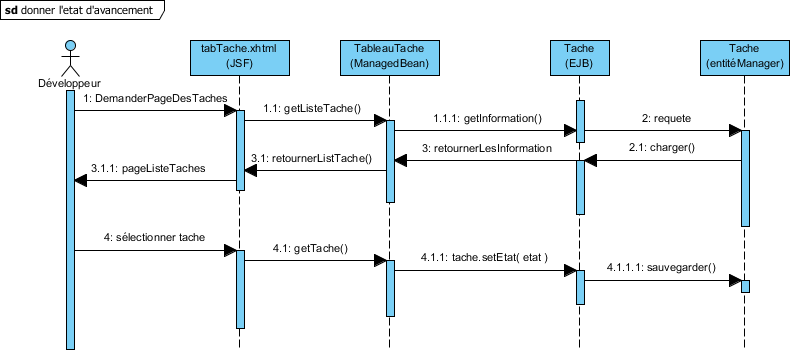 sd donner l'etat d'avancement
Développeur
tabTache.xhtml
(JSF)
TableauTache
(ManagedBean)
Tache
(EJB)
Tache
(entitéManager)
1: DemanderPageDesTaches
1.1: getListeTache()
1.1.1: getInformation()
2: requete
2.1: charger()
3: retournerLesInformation
3.1: retournerListTache()
3.1.1: pageListeTaches
4: sélectionner tache
4.1: getTache()
4.1.1: tache.setEtat( etat )
4.1.1.1: sauvegarder()